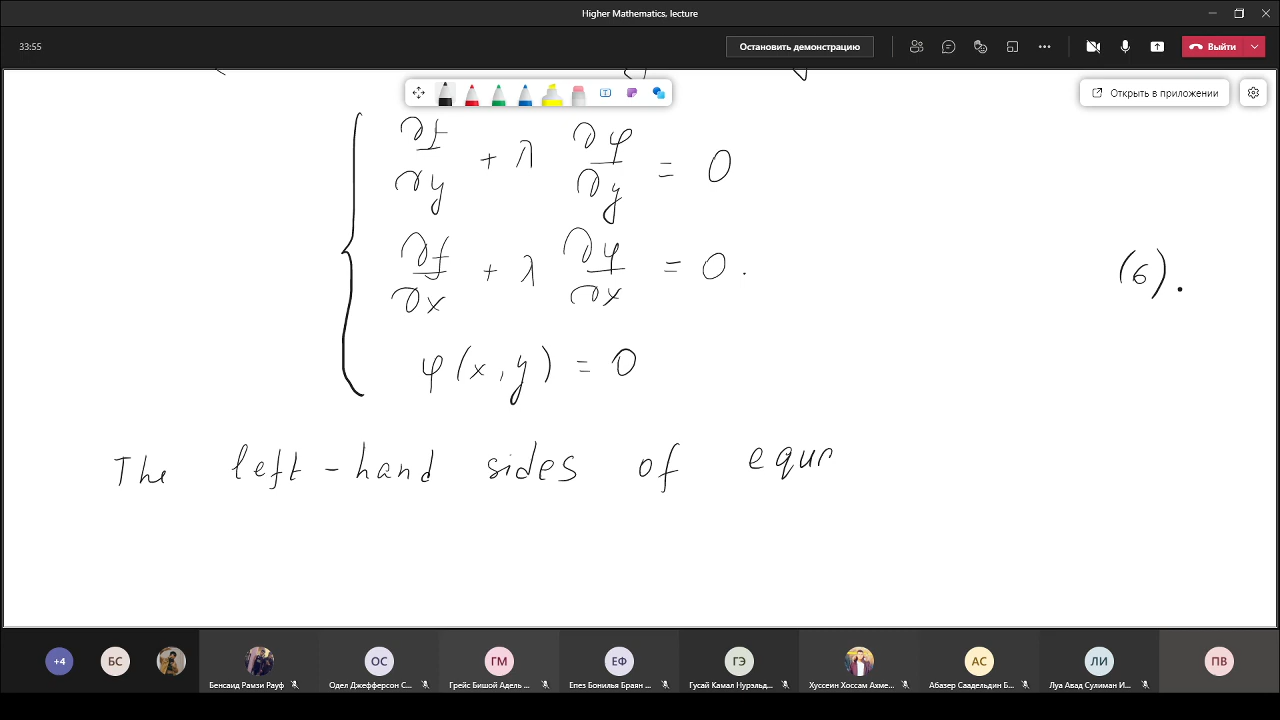 Higher Mathematics, lecture
33:55
Остановить демонстрацию
Выйти
Открыть в приложении
∂f/∂y + λ ∂φ/∂y = 0
∂f/∂x + λ ∂φ/∂x = 0.
(6).
φ(x, y) = 0
The left-hand sides of equa
+4
БС
ОС
ГМ
ЕФ
ГЭ
АС
ЛИ
ПВ
Бенсаид Рамзи Рауф
Одел Джефферсон С...
Грейс Бишой Адель ...
Епез Бонилья Браян ...
Гусай Камал Нурэльд...
Хуссеин Хоссам Ахме...
Абазер Саадельдин Б...
Луа Авад Сулиман И...